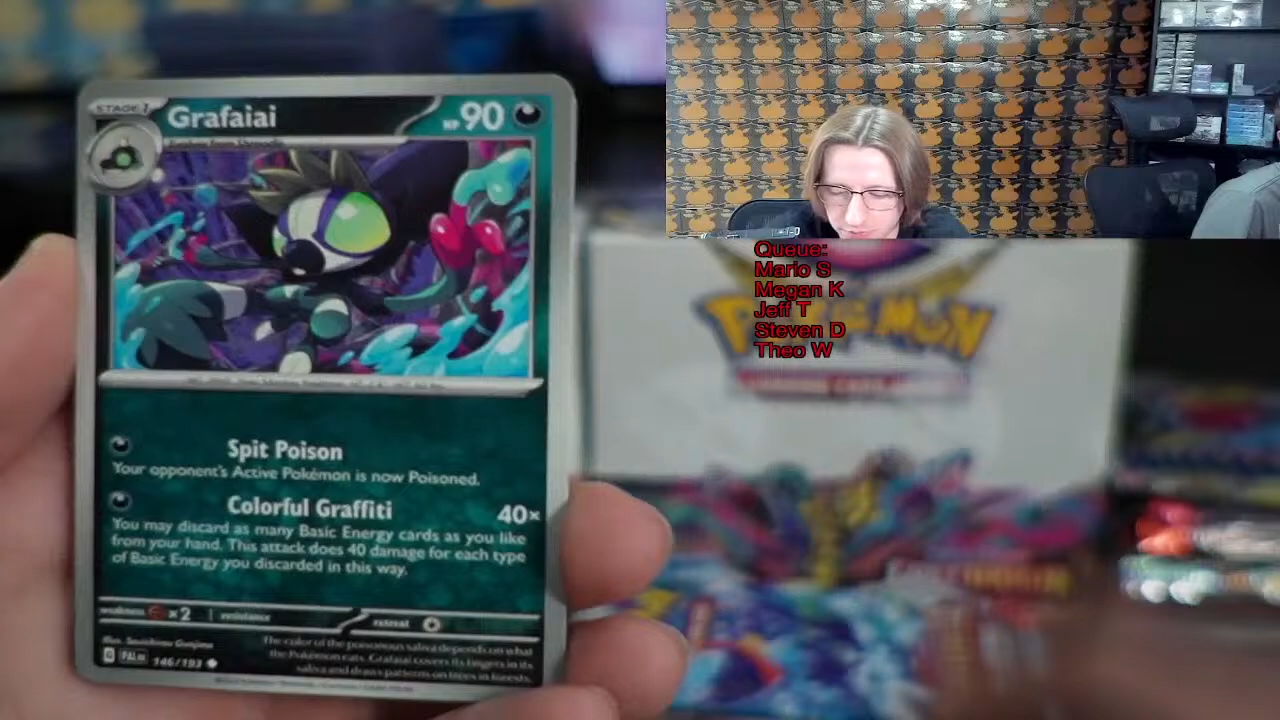 STAGE 1
Grafaiai
HP 90
Spit Poison
Your opponent's Active Pokémon is now Poisoned.
Colorful Graffiti 40×
You may discard as many Basic Energy cards as you like
from your hand. This attack does 40 damage for each type
of Basic Energy you discarded in this way.
weakness ×2 resistance retreat
The color of the poisonous saliva depends on what
the Pokémon eats. Grafaiai covers its fingers in its
saliva and draws patterns on trees in forests.
PAL EN 146/193
Queue:
Mario S
Megan K
Jeff T
Steven D
Theo W
POKÉMON